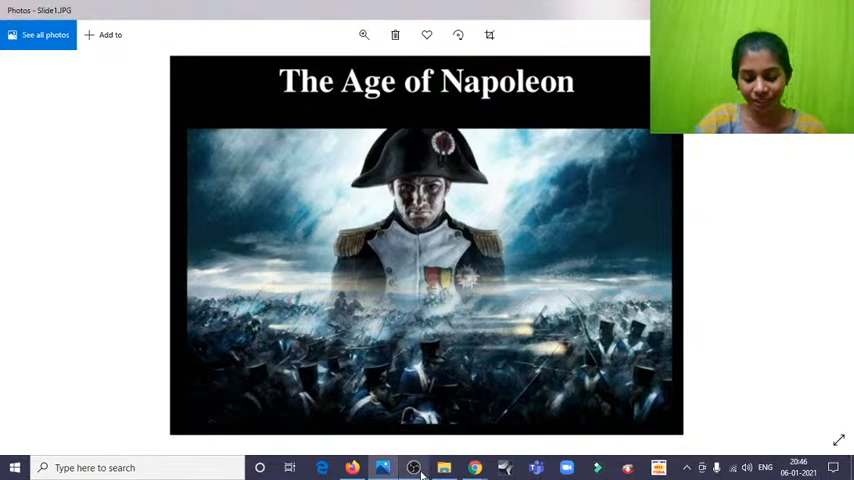 Photos - Slide1.JPG
See all photos
Add to
The Age of Napoleon
Type here to search
ENG
20:46
06-01-2021